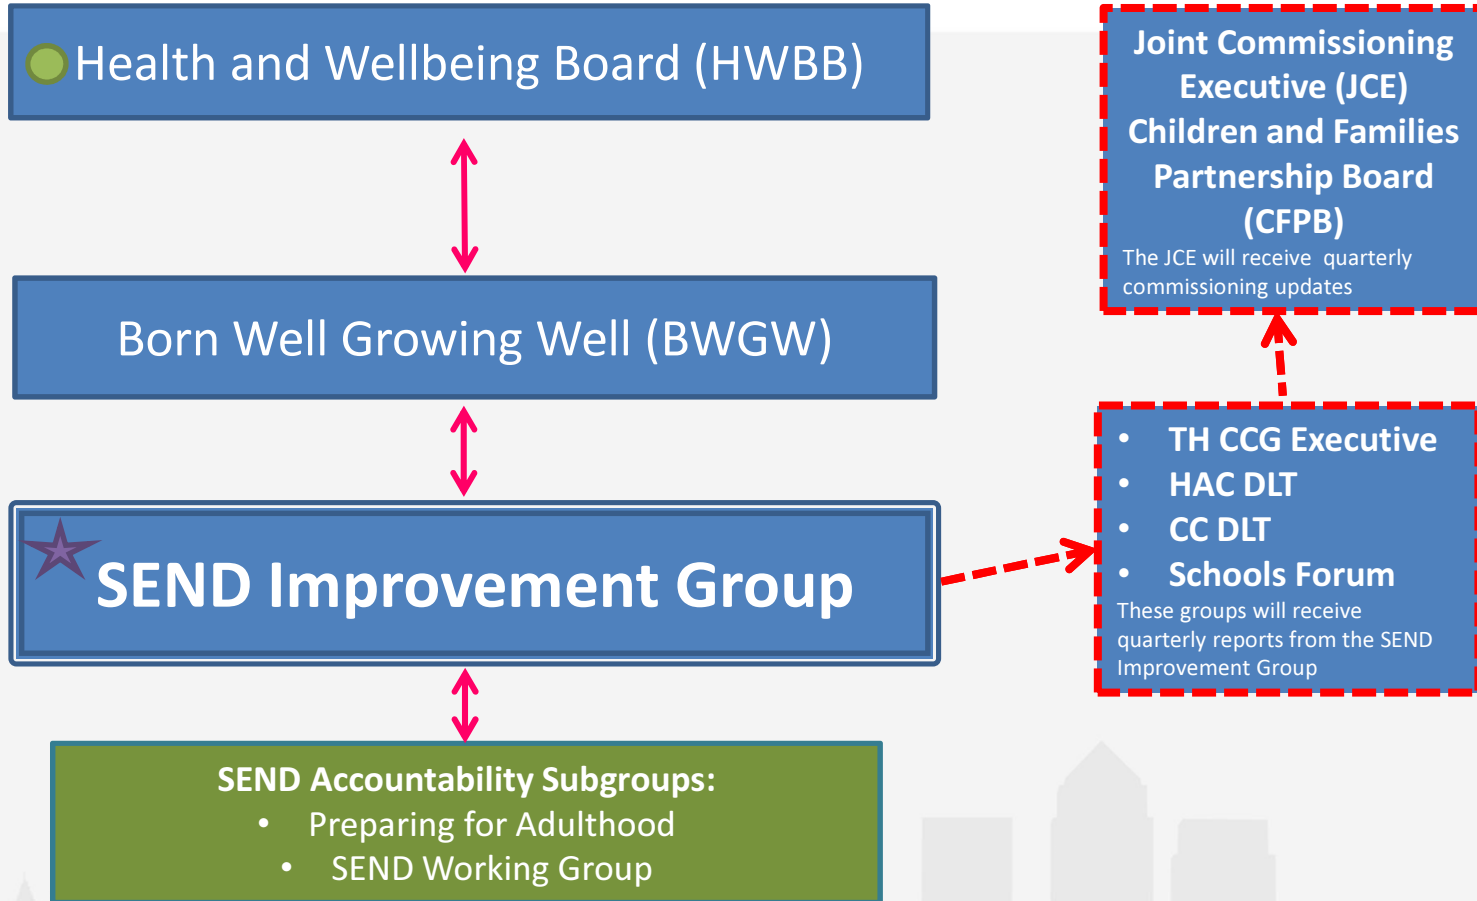 Health and Wellbeing Board (HWBB)
Born Well Growing Well (BWGW)
SEND Improvement Group
SEND Accountability Subgroups:
• Preparing for Adulthood
• SEND Working Group
Joint Commissioning
Executive (JCE)
Children and Families
Partnership Board
(CFPB)
The JCE will receive quarterly
commissioning updates
• TH CCG Executive
• HAC DLT
• CC DLT
• Schools Forum
These groups will receive
quarterly reports from the SEND
Improvement Group